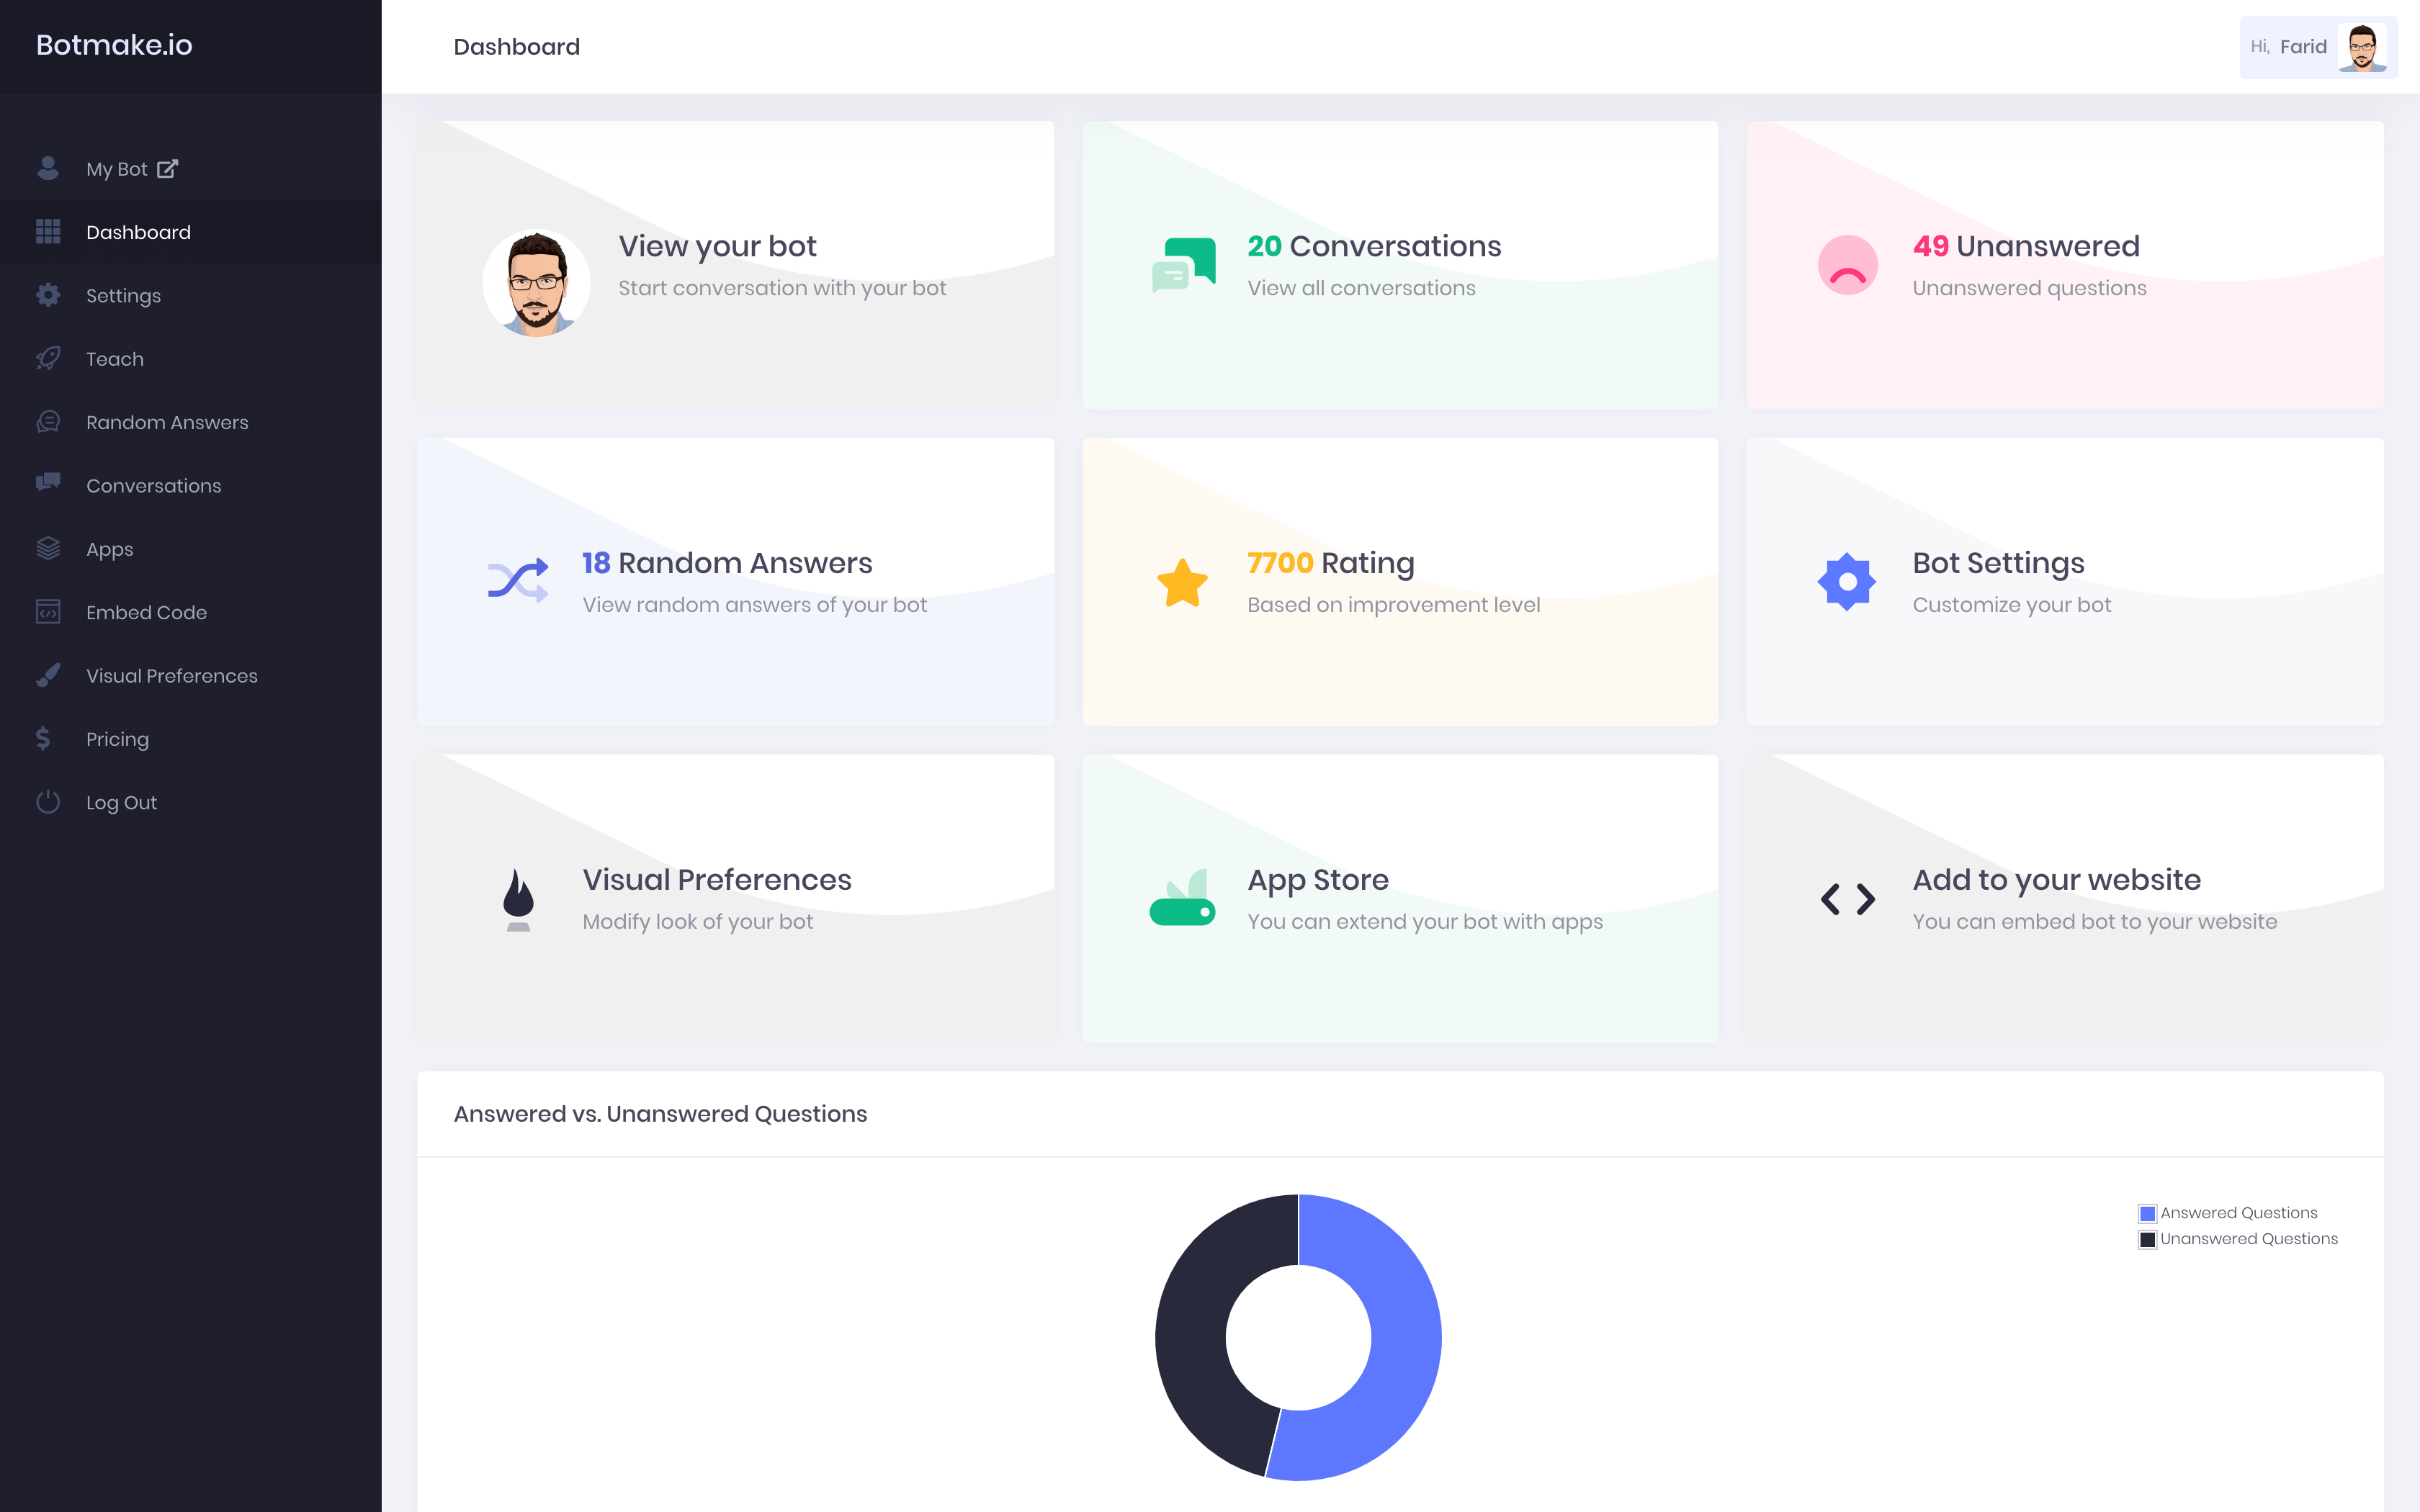 Botmake.io
My Bot
Dashboard
Settings
Teach
Random Answers
Conversations
Apps
Embed Code
Visual Preferences
Pricing
Log Out
Dashboard
Hi, Farid
View your bot
Start conversation with your bot
20 Conversations
View all conversations
49 Unanswered
Unanswered questions
18 Random Answers
View random answers of your bot
7700 Rating
Based on improvement level
Bot Settings
Customize your bot
Visual Preferences
Modify look of your bot
App Store
You can extend your bot with apps
Add to your website
You can embed bot to your website
Answered vs. Unanswered Questions
Answered Questions
Unanswered Questions